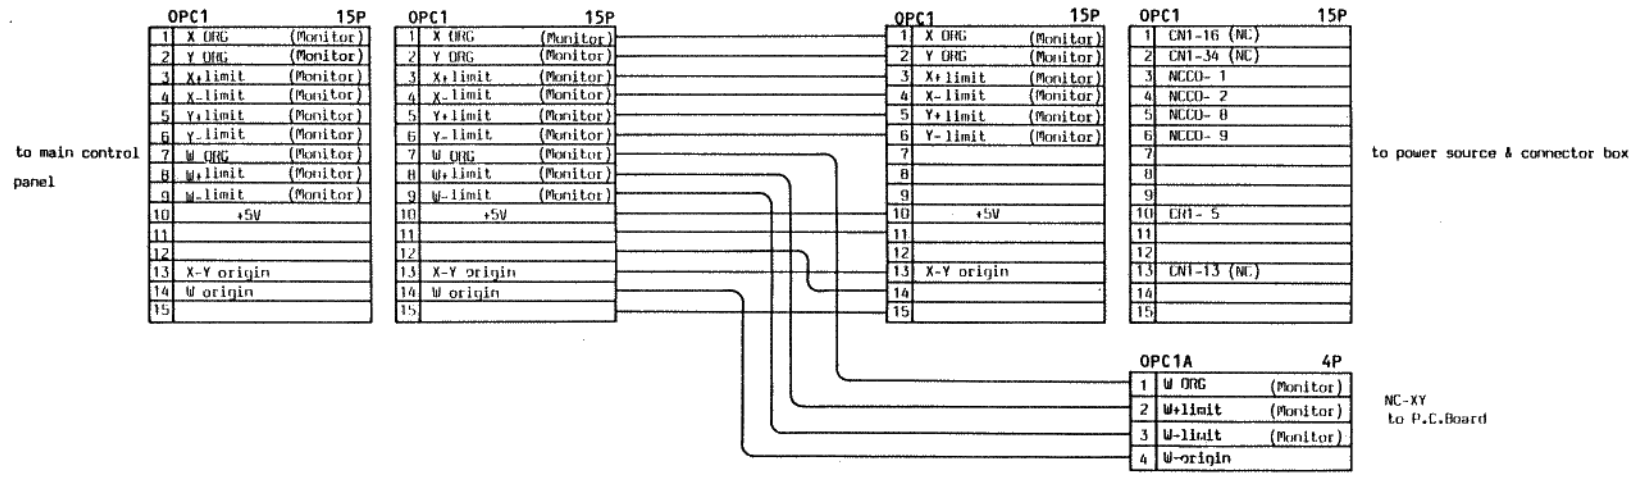 OPC1 15P
1 X ORG (Monitor)
2 Y ORG (Monitor)
3 X+limit (Monitor)
4 X-limit (Monitor)
5 Y+limit (Monitor)
6 Y-limit (Monitor)
7 W ORG (Monitor)
8 W+limit (Monitor)
9 W-limit (Monitor)
10 +5V
11
12
13 X-Y origin
14 W origin
15
to main control
panel
OPC1 15P
1 X ORG (Monitor)
2 Y ORG (Monitor)
3 X+limit (Monitor)
4 X-limit (Monitor)
5 Y+limit (Monitor)
6 Y-limit (Monitor)
7 W ORG (Monitor)
8 W+limit (Monitor)
9 W-limit (Monitor)
10 +5V
11
12
13 X-Y origin
14 W origin
15
OPC1 15P
1 X ORG (Monitor)
2 Y ORG (Monitor)
3 X+limit (Monitor)
4 X-limit (Monitor)
5 Y+limit (Monitor)
6 Y-limit (Monitor)
7
8
9
10 +5V
11
12
13 X-Y origin
14
15
OPC1 15P
1 CN1-16 (NC)
2 CN1-34 (NC)
3 NCCO- 1
4 NCCO- 2
5 NCCO- 8
6 NCCO- 9
7
8
9
10 CR1- 5
11
12
13 CN1-13 (NC)
14
15
to power source & connector box
OPC1A 4P
1 W ORG (Monitor)
2 W+limit (Monitor)
3 W-limit (Monitor)
4 W-origin
NC-XY
to P.C.Board